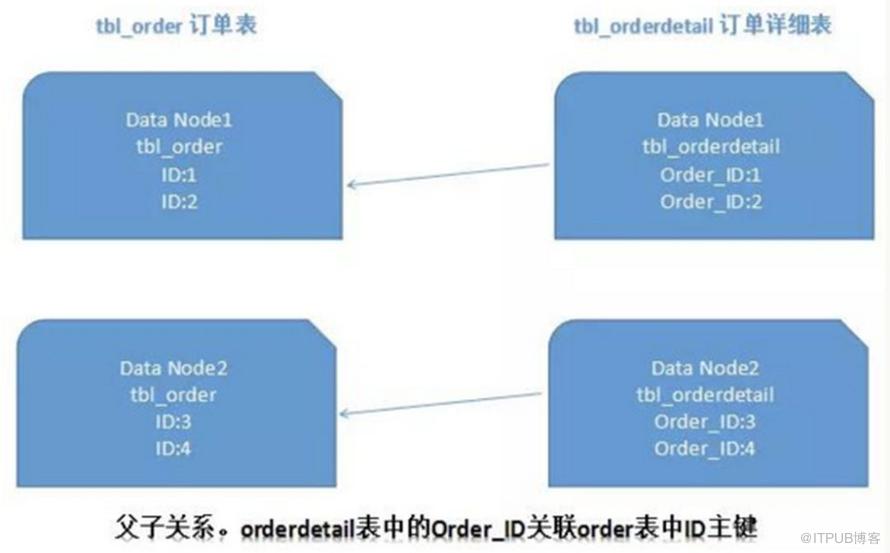 tbl_order 订单表
tbl_orderdetail 订单详细表
Data Node1
tbl_order
ID:1
ID:2
Data Node1
tbl_orderdetail
Order_ID:1
Order_ID:2
Data Node2
tbl_order
ID:3
ID:4
Data Node2
tbl_orderdetail
Order_ID:3
Order_ID:4
父子关系。orderdetail表中的Order_ID关联order表中ID主键
@ITPUB博客